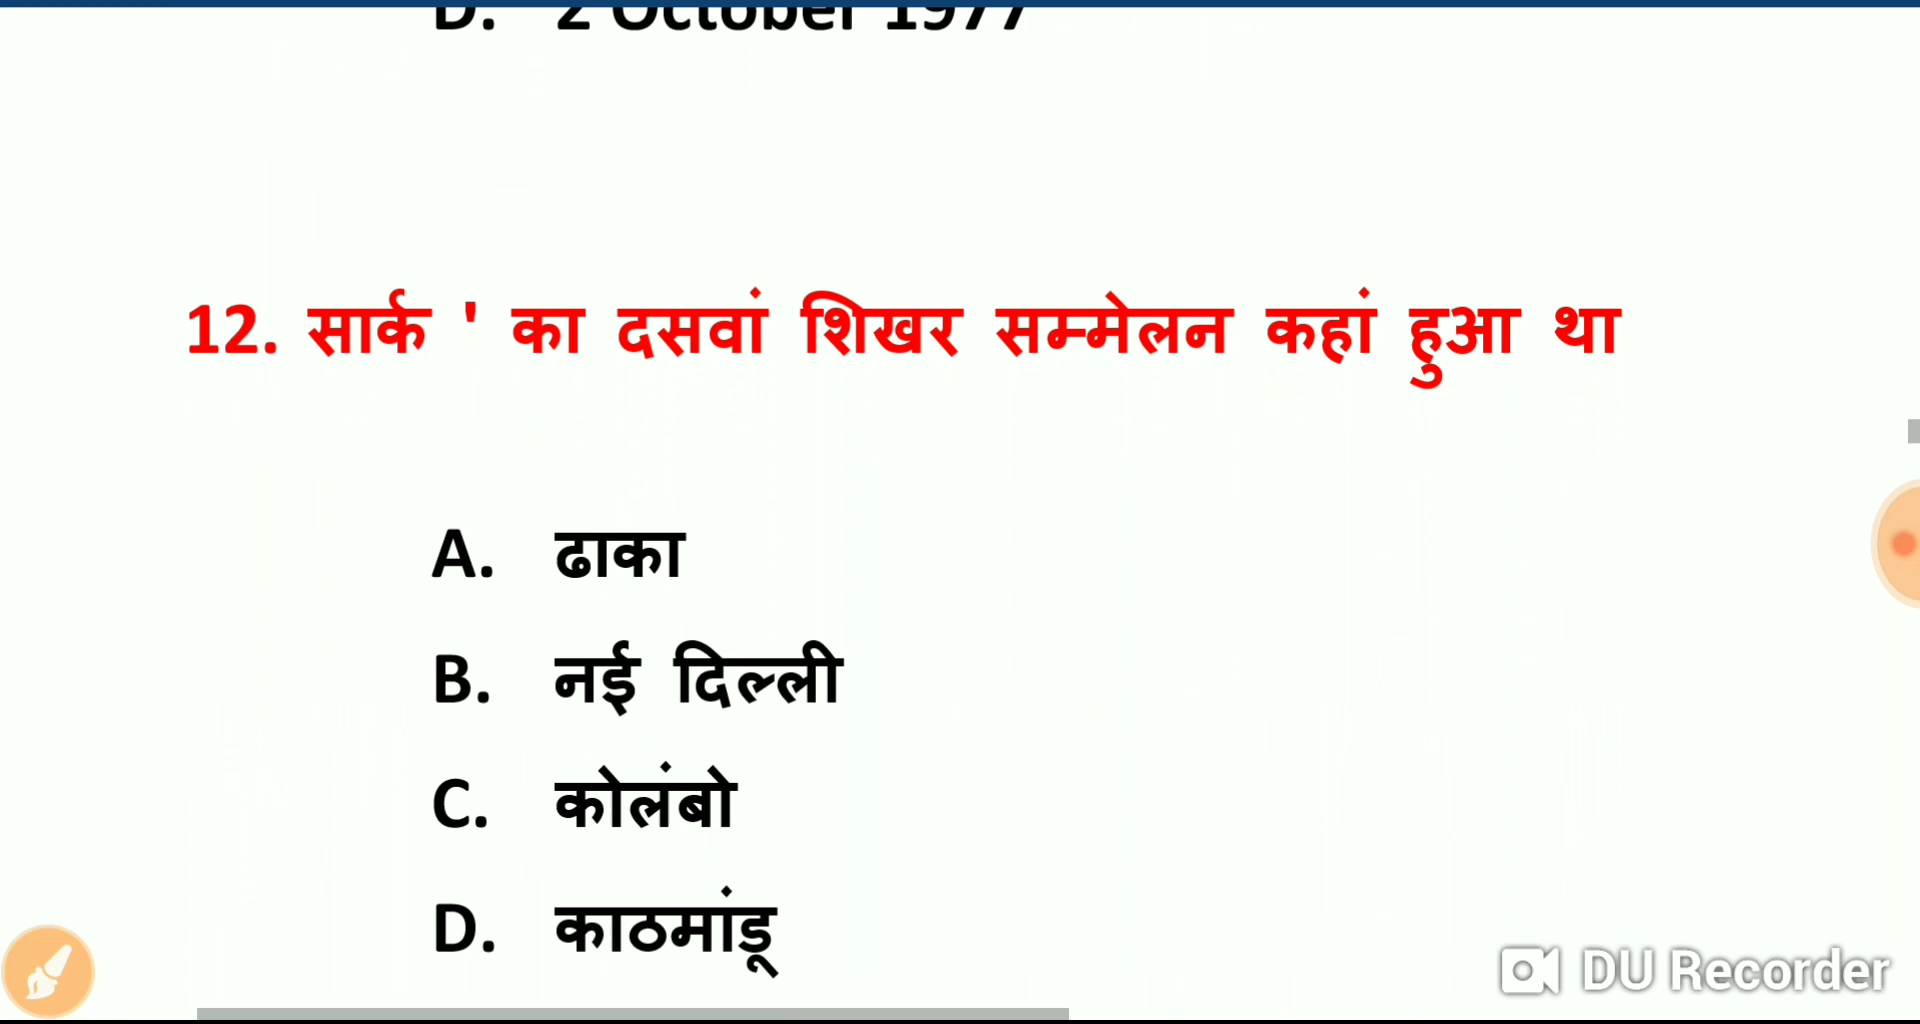 D. 2 October 1977
12. सार्क ' का दसवां शिखर सम्मेलन कहां हुआ था
A. ढाका
B. नई दिल्ली
C. कोलंबो
D. काठमांडू
DU Recorder